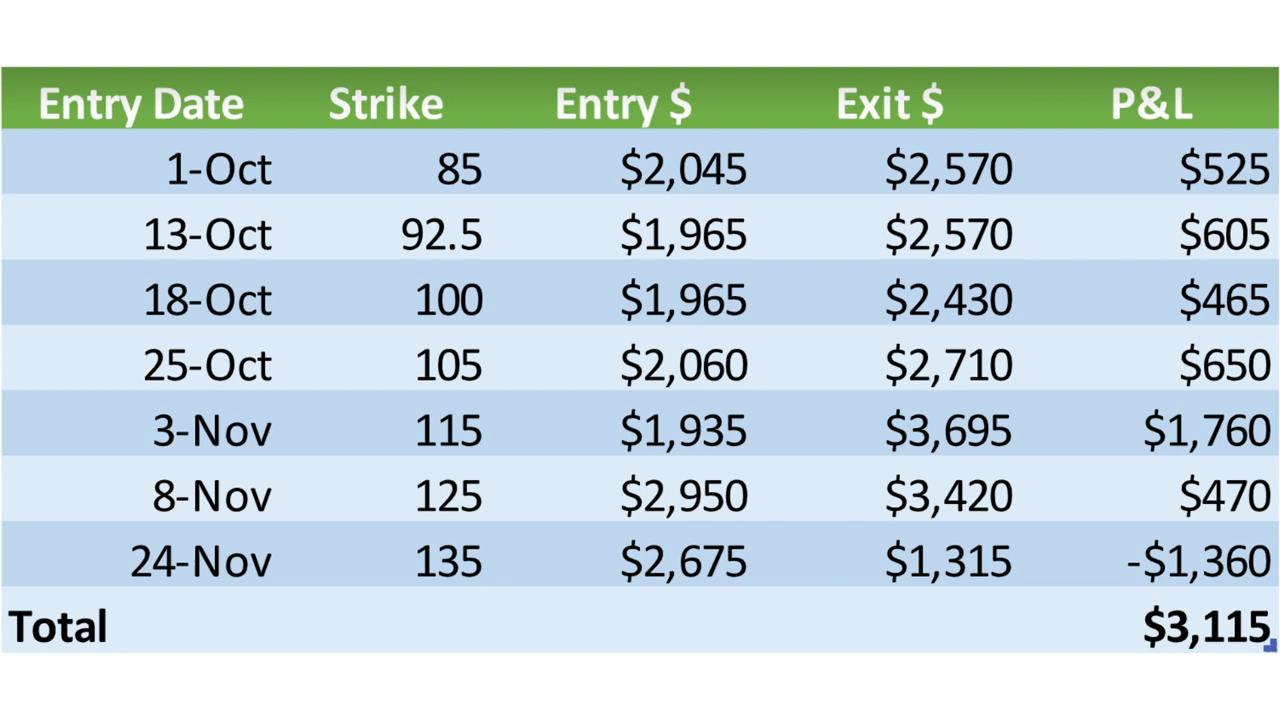 Entry Date Strike Entry $ Exit $ P&L
1-Oct 85 $2,045 $2,570 $525
13-Oct 92.5 $1,965 $2,570 $605
18-Oct 100 $1,965 $2,430 $465
25-Oct 105 $2,060 $2,710 $650
3-Nov 115 $1,935 $3,695 $1,760
8-Nov 125 $2,950 $3,420 $470
24-Nov 135 $2,675 $1,315 -$1,360
Total $3,115